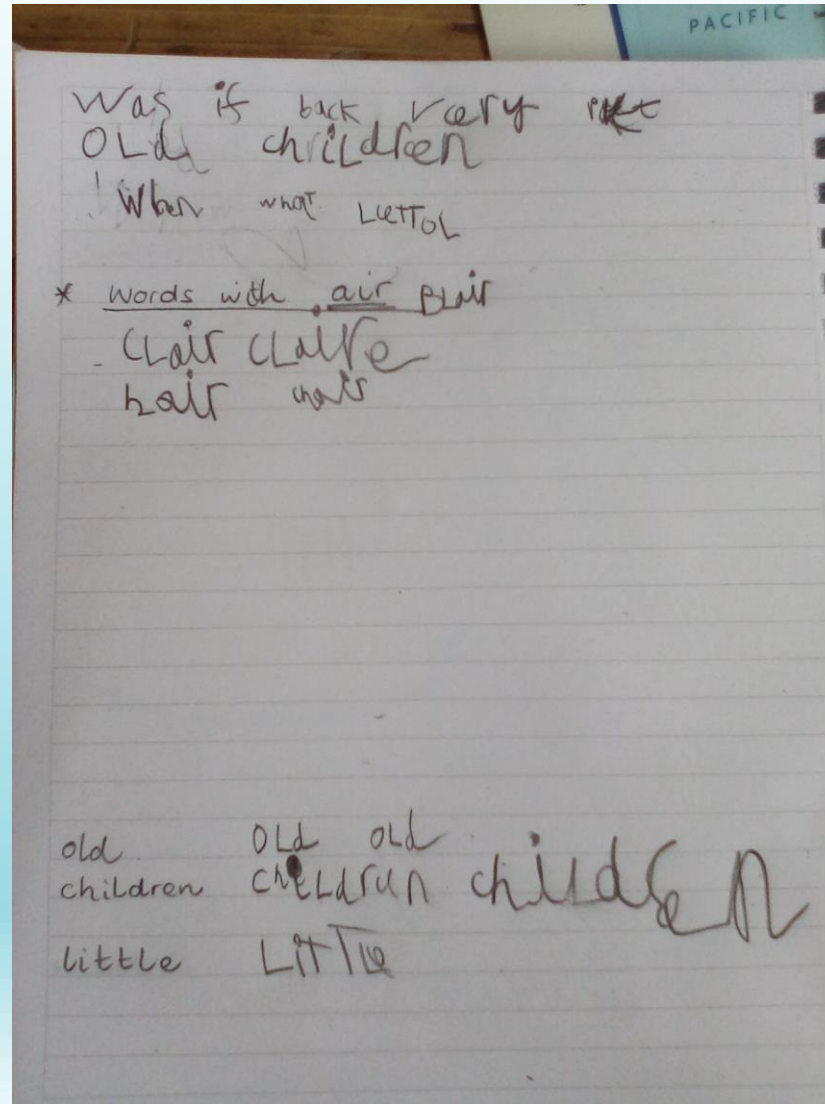 PACIFIC
Was if back very
OLd children
When what LettoL
* words with air BLair
CLair CLaire
hair chair
old OLd oLd
children cheLdrun children
little LiTTle